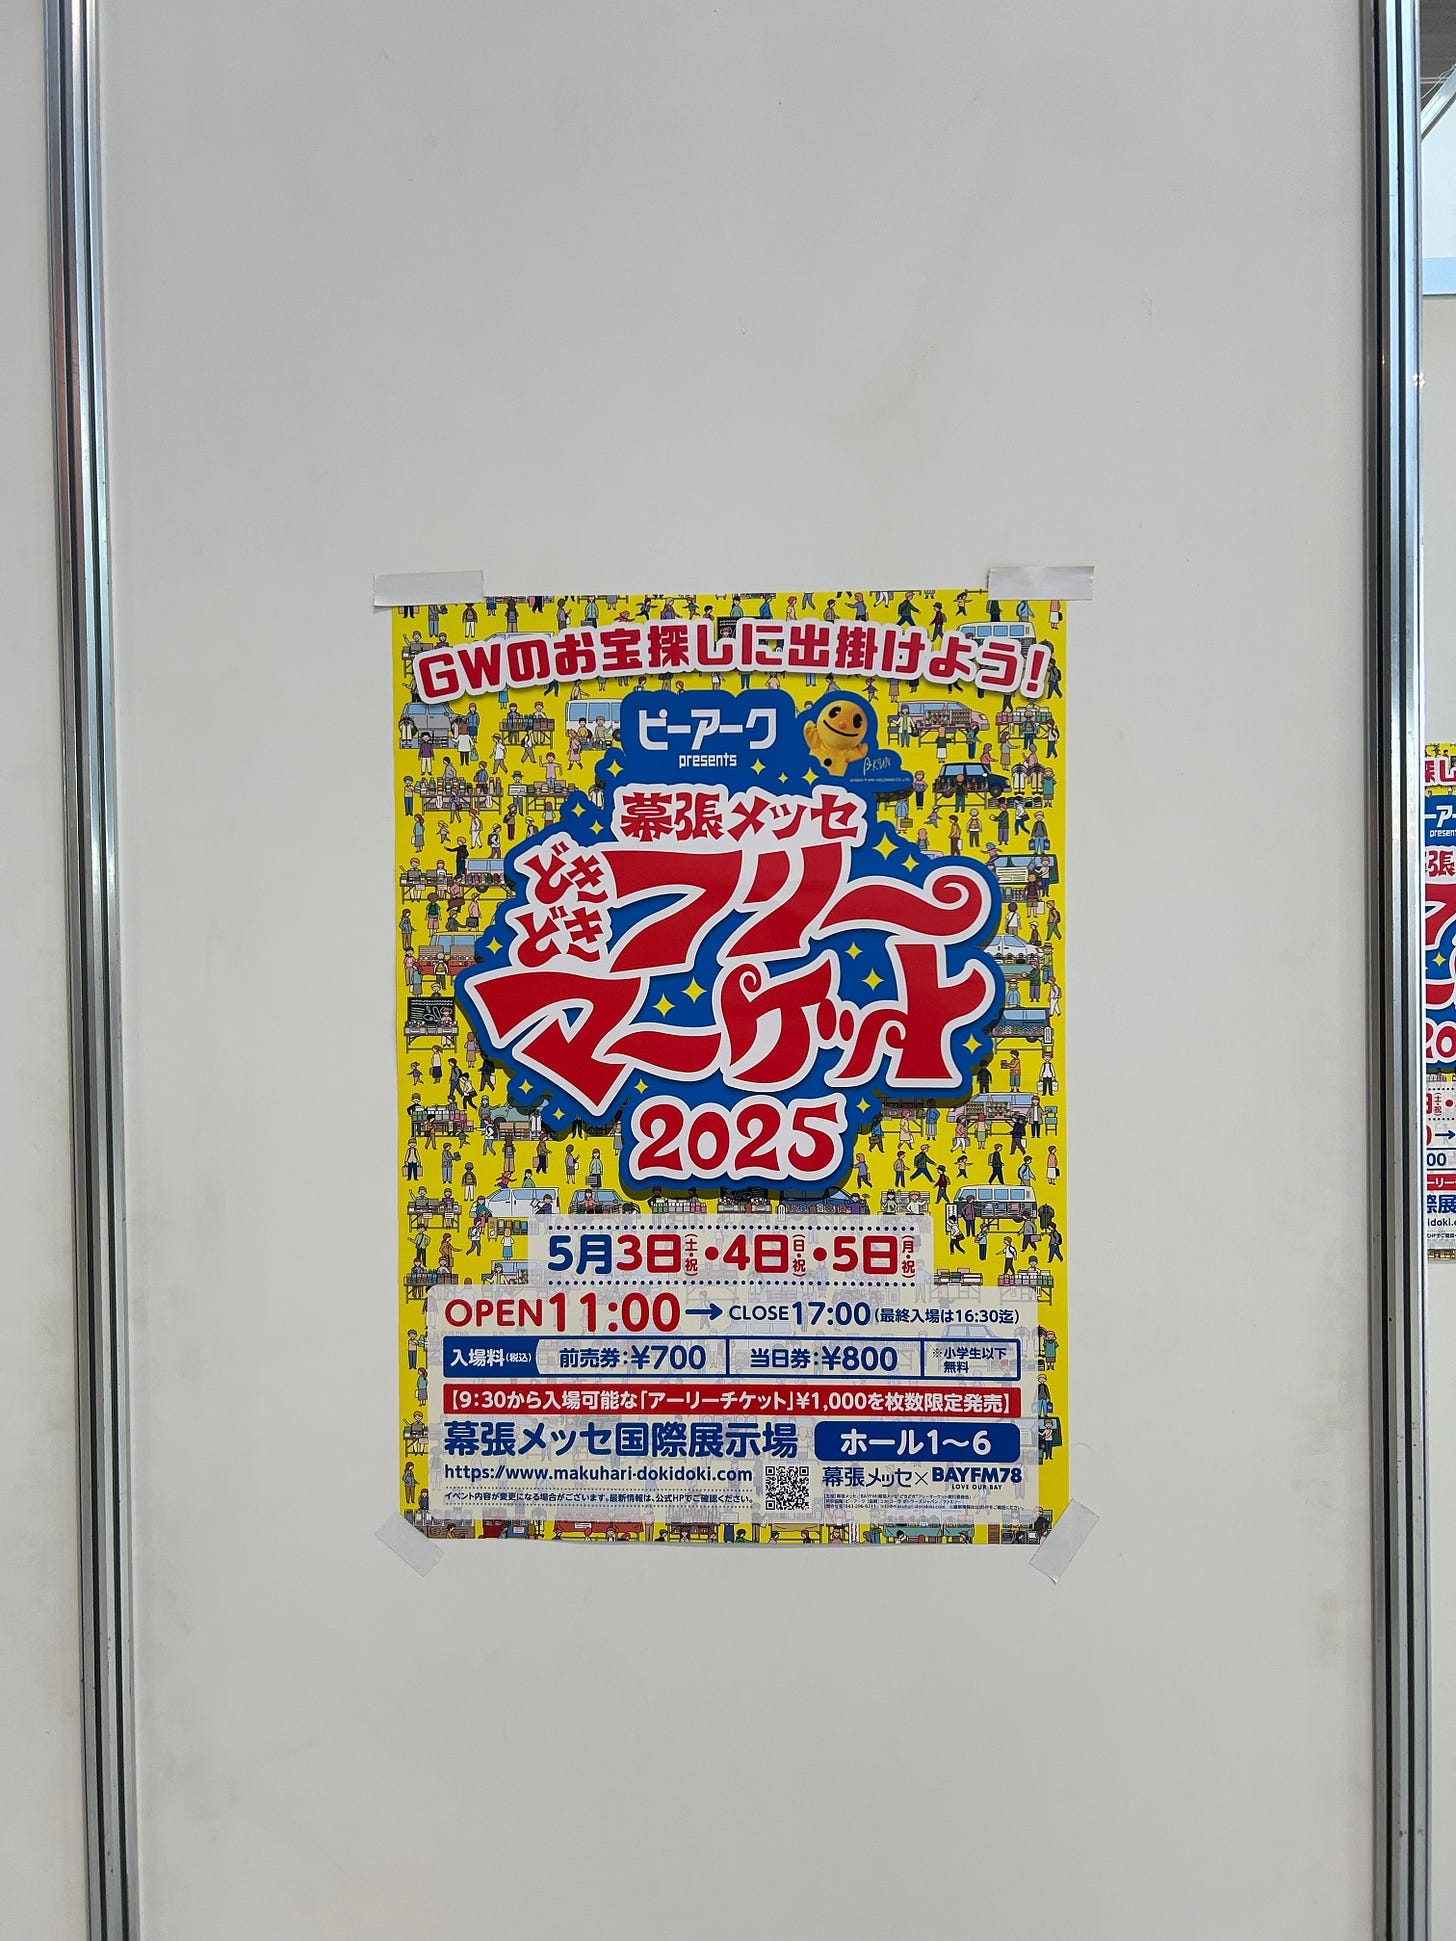 GWのお宝探しに出掛けよう!
ピーアーク
presents
β-KUN
幕張メッセ
どきどき
フリー
マーケット
2025
5月3日(土・祝)・4日(日・祝)・5日(月・祝)
OPEN11:00→CLOSE17:00(最終入場は16:30迄)
入場料(税込) 前売券:¥700 当日券:¥800 ※小学生以下無料
【9:30から入場可能な「アーリーチケット」¥1,000を枚数限定発売】
幕張メッセ国際展示場 ホール1〜6
https://www.makuhari-dokidoki.com
幕張メッセ×BAYFM78
LOVE OUR BAY
イベント内容が変更になる場合がございます。最新情報は、公式HPでご確認ください。